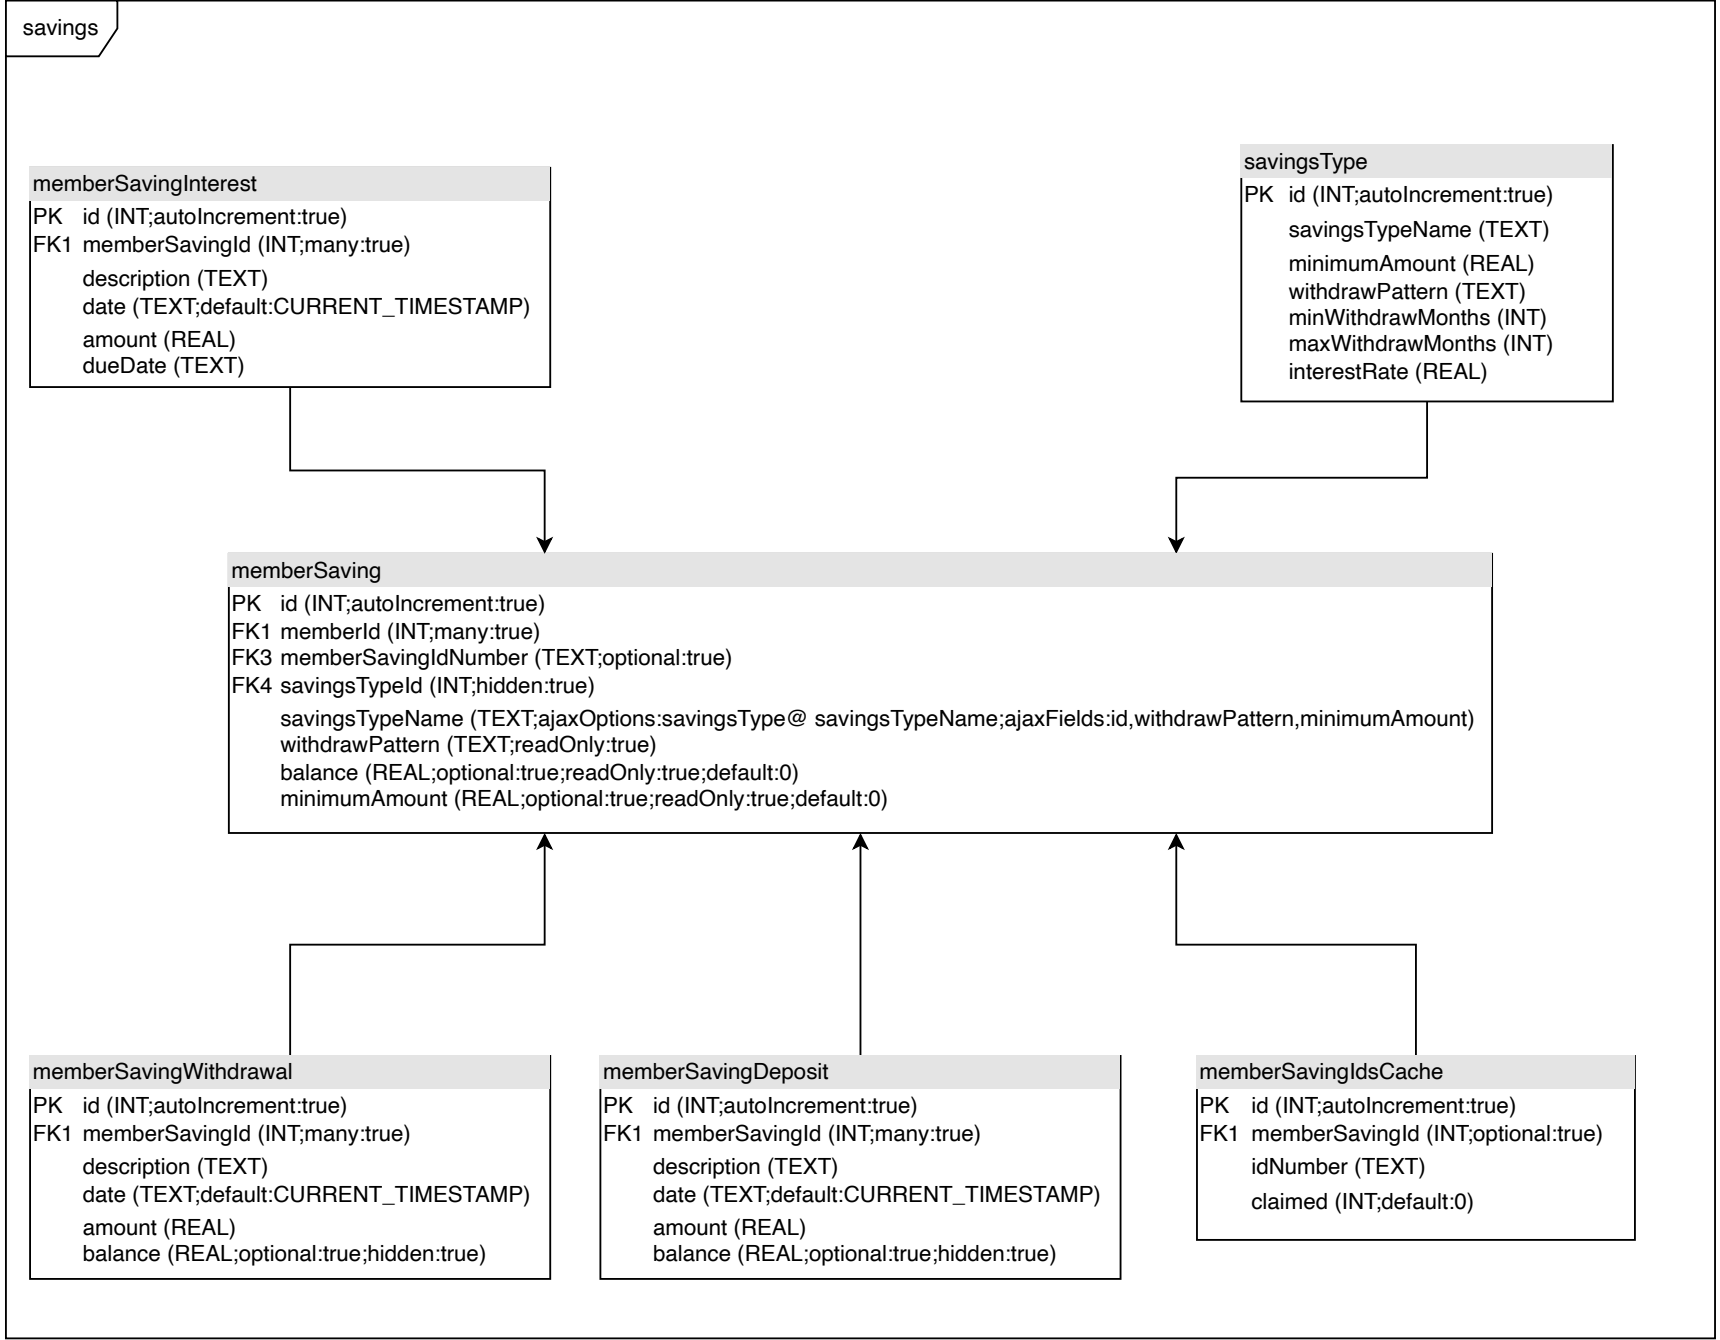 savings
memberSavingInterest
PK id (INT;autoIncrement:true)
FK1 memberSavingId (INT;many:true)
description (TEXT)
date (TEXT;default:CURRENT_TIMESTAMP)
amount (REAL)
dueDate (TEXT)
savingsType
PK id (INT;autoIncrement:true)
savingsTypeName (TEXT)
minimumAmount (REAL)
withdrawPattern (TEXT)
minWithdrawMonths (INT)
maxWithdrawMonths (INT)
interestRate (REAL)
memberSaving
PK id (INT;autoIncrement:true)
FK1 memberId (INT;many:true)
FK3 memberSavingIdNumber (TEXT;optional:true)
FK4 savingsTypeId (INT;hidden:true)
savingsTypeName (TEXT;ajaxOptions:savingsType@ savingsTypeName;ajaxFields:id,withdrawPattern,minimumAmount)
withdrawPattern (TEXT;readOnly:true)
balance (REAL;optional:true;readOnly:true;default:0)
minimumAmount (REAL;optional:true;readOnly:true;default:0)
memberSavingWithdrawal
PK id (INT;autoIncrement:true)
FK1 memberSavingId (INT;many:true)
description (TEXT)
date (TEXT;default:CURRENT_TIMESTAMP)
amount (REAL)
balance (REAL;optional:true;hidden:true)
memberSavingDeposit
PK id (INT;autoIncrement:true)
FK1 memberSavingId (INT;many:true)
description (TEXT)
date (TEXT;default:CURRENT_TIMESTAMP)
amount (REAL)
balance (REAL;optional:true;hidden:true)
memberSavingIdsCache
PK id (INT;autoIncrement:true)
FK1 memberSavingId (INT;optional:true)
idNumber (TEXT)
claimed (INT;default:0)